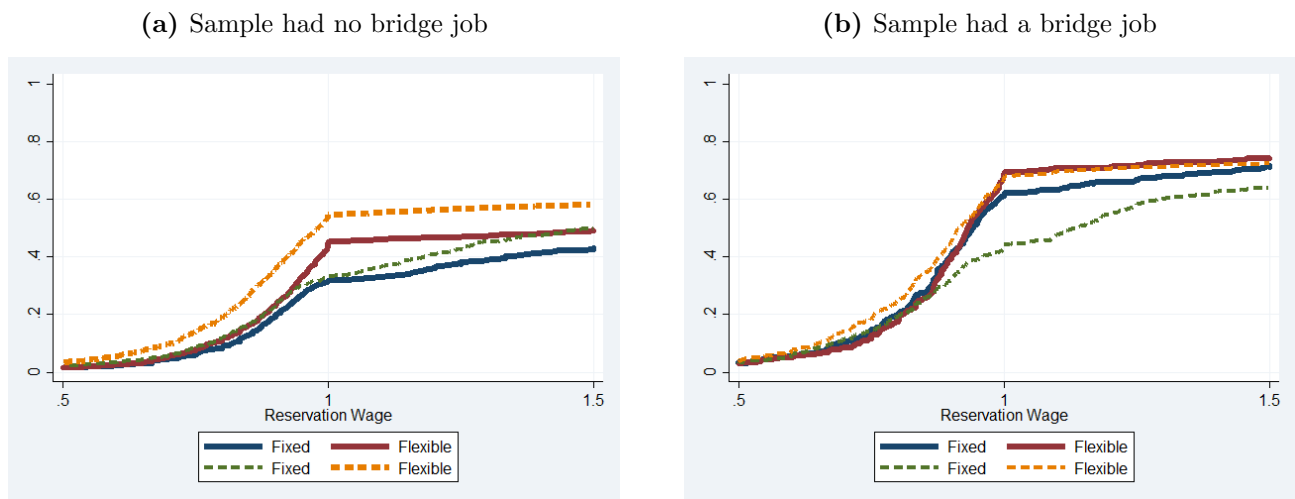 (a) Sample had no bridge job
1
.8
.6
.4
.2
0
.5
1
1.5
Reservation Wage
Fixed Flexible
Fixed Flexible
(b) Sample had a bridge job
1
.8
.6
.4
.2
0
.5
1
1.5
Reservation Wage
Fixed Flexible
Fixed Flexible